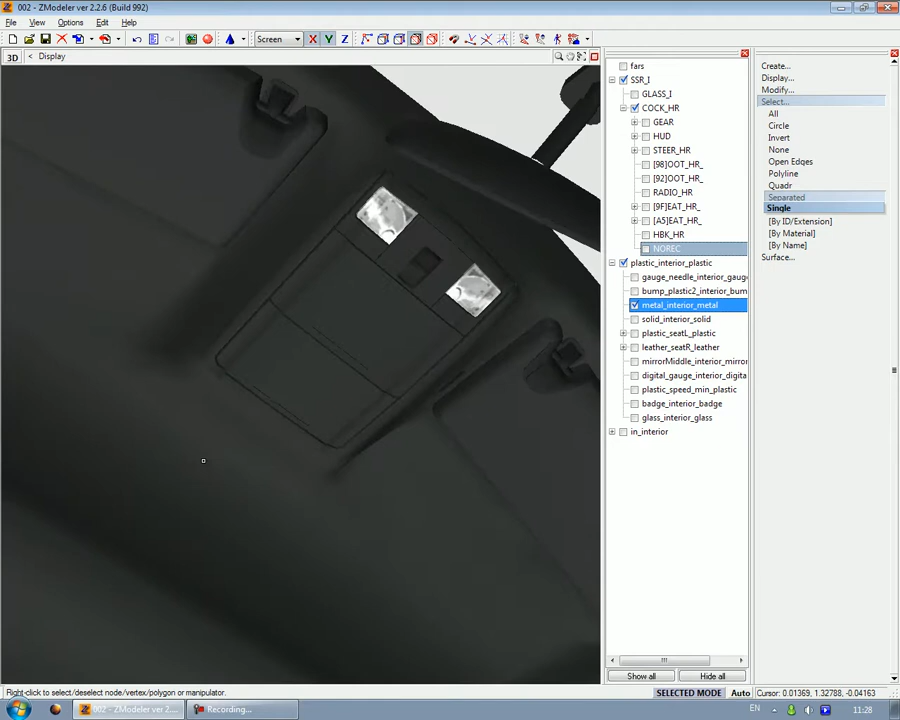 002 - ZModeler ver 2.2.6 (Build 992)
File View Options Edit Help
Screen X Y Z
3D < Display
fars
SSR_I
GLASS_I
COCK_HR
GEAR
HUD
STEER_HR
[98]OOT_HR_
[92]OOT_HR_
RADIO_HR
[9F]EAT_HR_
[A5]EAT_HR_
HBK_HR
NOREC
plastic_interior_plastic
gauge_needle_interior_gaug
bump_plastic2_interior_bum
metal_interior_metal
solid_interior_solid
plastic_seatL_plastic
leather_seatR_leather
mirrorMiddle_interior_mirror
digital_gauge_interior_digita
plastic_speed_min_plastic
badge_interior_badge
glass_interior_glass
in_interior
Show all Hide all
Create...
Display...
Modify...
Select...
All
Circle
Invert
None
Open Edges
Polyline
Quadr
Separated
Single
[By ID/Extension]
[By Material]
[By Name]
Surface...
Right-click to select/deselect node/vertex/polygon or manipulator.
SELECTED MODE Auto Cursor: 0.01369, 1.32788, -0.04163
002 - ZModeler ver 2.2.6 (Build 992)... Recording... EN 11:28